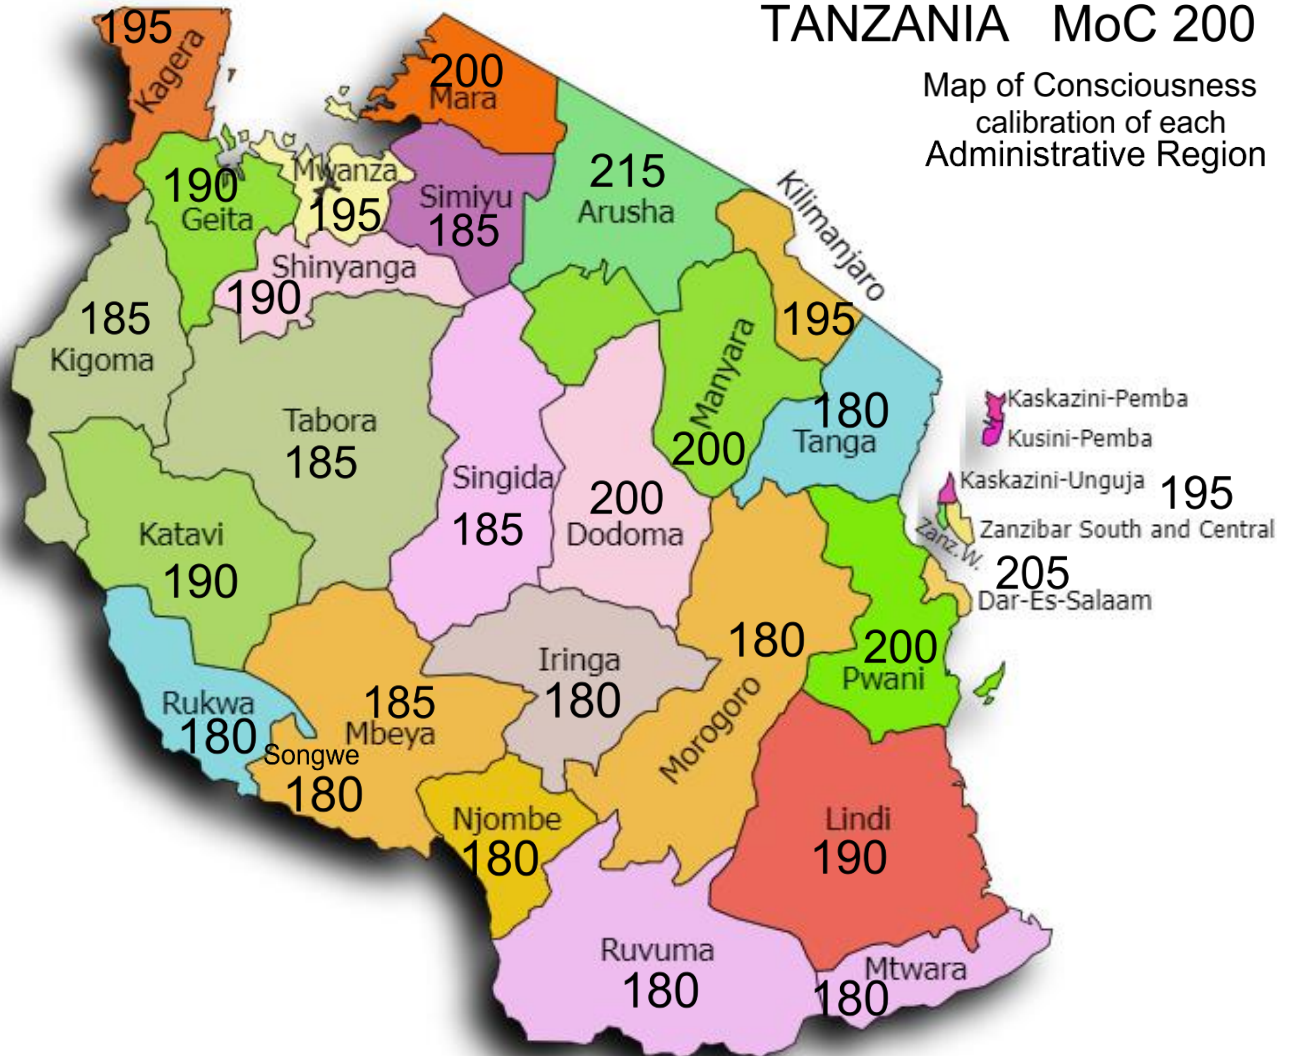 TANZANIA MoC 200
Map of Consciousness
calibration of each
Administrative Region
195
Kagera
200
Mara
190
Geita
Mwanza
195
Simiyu
185
215
Arusha
Kilimanjaro
195
Shinyanga
190
185
Kigoma
Tabora
185
Singida
185
200
Dodoma
Manyara
200
180
Tanga
Kaskazini-Pemba
Kusini-Pemba
Kaskazini-Unguja 195
Zanz.W.
Zanzibar South and Central
205
Dar-Es-Salaam
Katavi
190
Rukwa
180
185
Mbeya
Songwe
180
Iringa
180
180
Morogoro
200
Pwani
Njombe
180
Lindi
190
Ruvuma
180
Mtwara
180